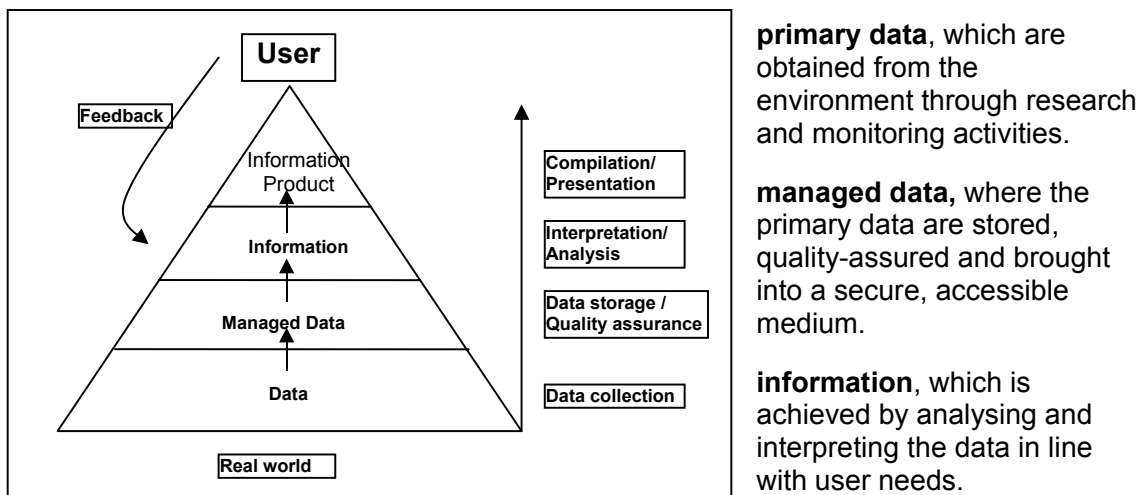 User
Feedback
Information
Product
Information
Managed Data
Data
Real world
Compilation/
Presentation
Interpretation/
Analysis
Data storage /
Quality assurance
Data collection
primary data, which are
obtained from the
environment through research
and monitoring activities.
managed data, where the
primary data are stored,
quality-assured and brought
into a secure, accessible
medium.
information, which is
achieved by analysing and
interpreting the data in line
with user needs.